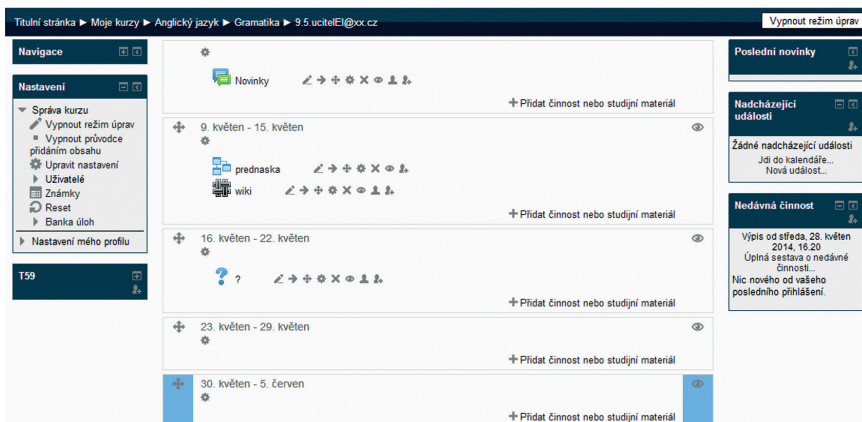 Titulní stránka ► Moje kurzy ► Anglický jazyk ► Gramatika ► 9.5.ucitelEl@xx.cz
Vypnout režim úprav
Navigace
Nastavení
Správa kurzu
Vypnout režim úprav
Vypnout průvodce
přidáním obsahu
Upravit nastavení
Uživatelé
Známky
Reset
Banka úloh
Nastavení mého profilu
T59
Novinky
Přidat činnost nebo studijní materiál
9. květen - 15. květen
prednaska
wiki
Přidat činnost nebo studijní materiál
16. květen - 22. květen
?
Přidat činnost nebo studijní materiál
23. květen - 29. květen
Přidat činnost nebo studijní materiál
30. květen - 5. červen
Přidat činnost nebo studijní materiál
Poslední novinky
Nadcházející
události
Žádné nadcházející události
Jdi do kalendáře...
Nová událost...
Nedávná činnost
Výpis od středa, 28. květen
2014, 16.20
Úplná sestava o nedávné
činnosti...
Nic nového od vašeho
posledního přihlášení.